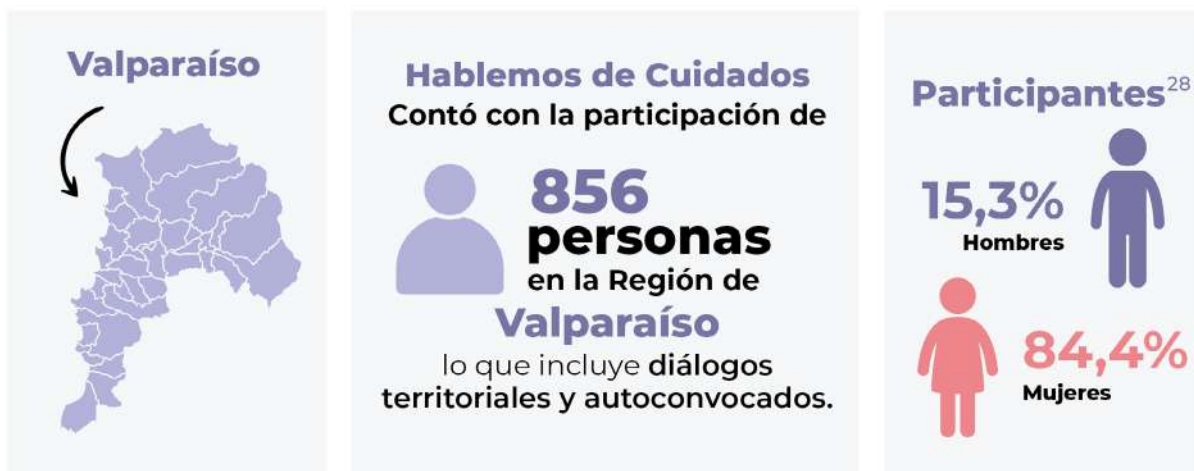 Valparaíso
Hablemos de Cuidados
Contó con la participación de
856
personas
en la Región de
Valparaíso
lo que incluye diálogos
territoriales y autoconvocados.
Participantes28
15,3%
Hombres
84,4%
Mujeres